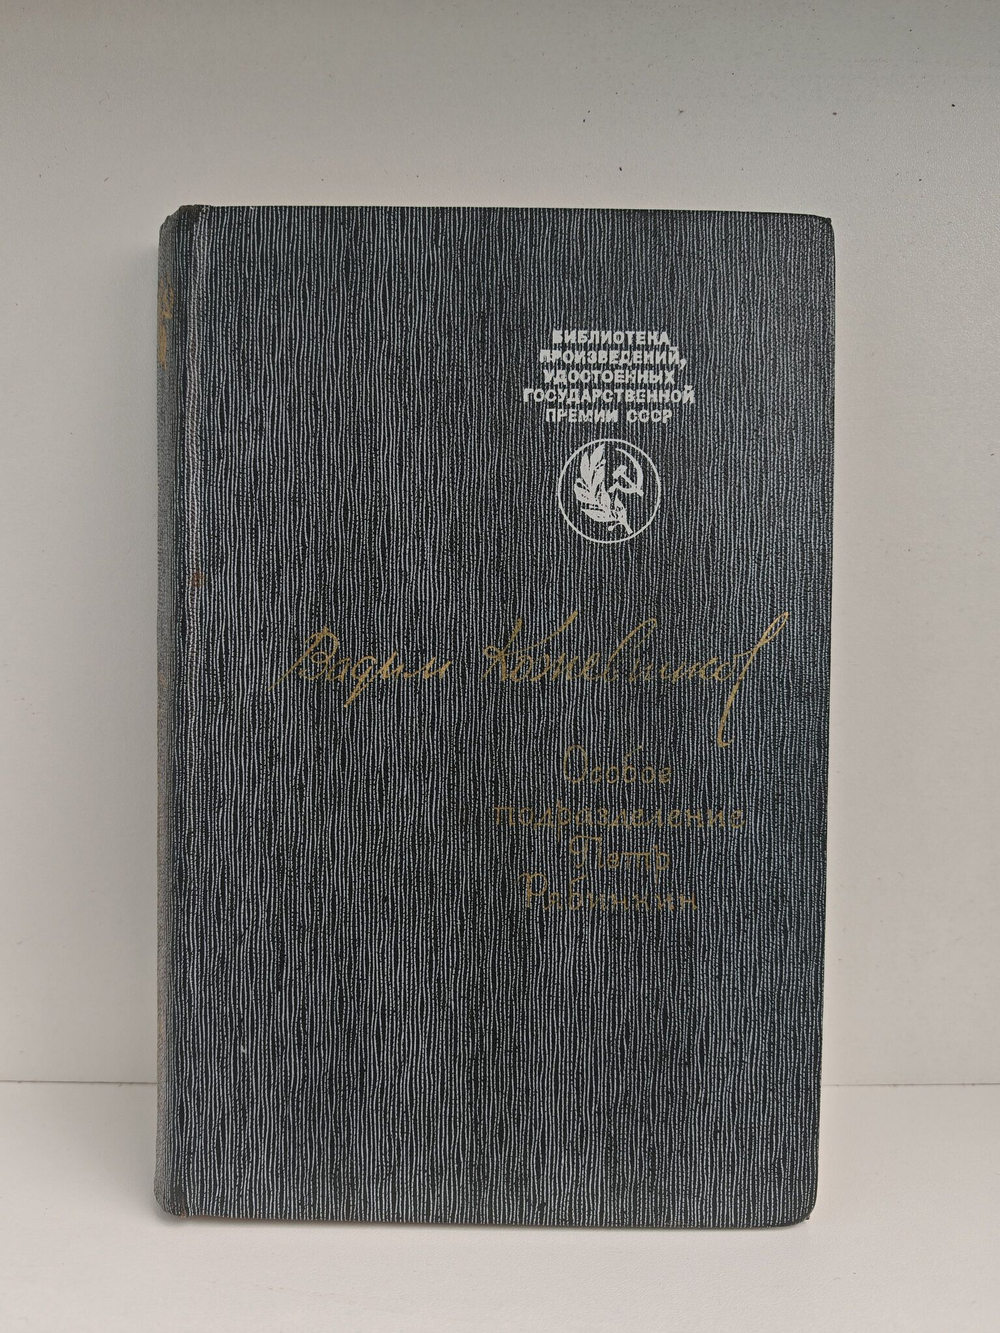 БИБЛИОТЕКА
ПРОИЗВЕДЕНИЙ,
УДОСТОЕННЫХ
ГОСУДАРСТВЕННОЙ
ПРЕМИИ СССР
Вадим Кожевников
Особое
подразделение
Петр
Рябинкин